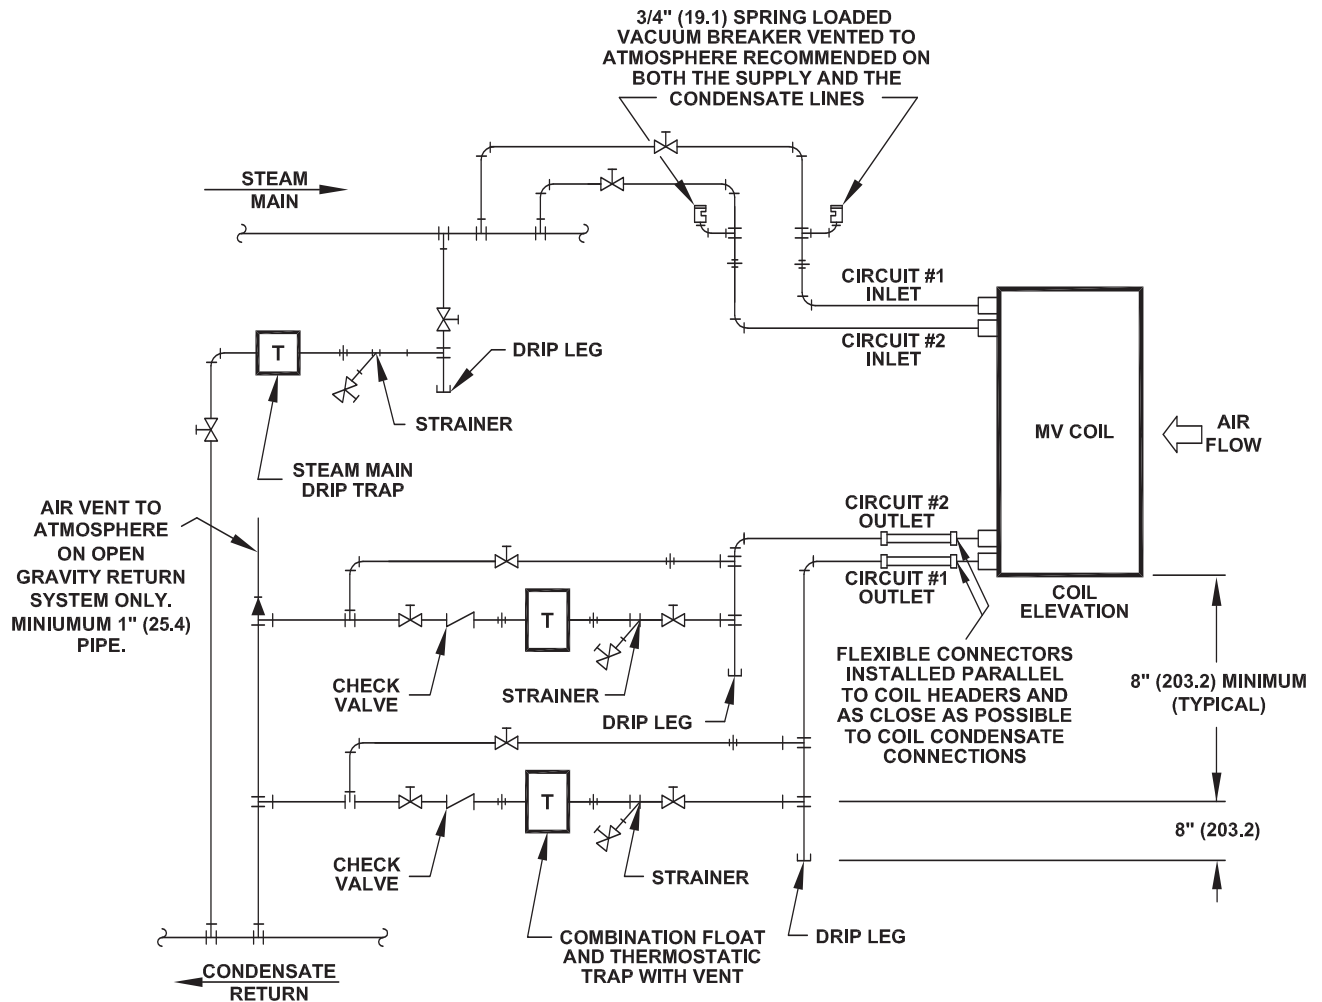 3/4" (19.1) SPRING LOADED
VACUUM BREAKER VENTED TO
ATMOSPHERE RECOMMENDED ON
BOTH THE SUPPLY AND THE
CONDENSATE LINES
STEAM
MAIN
CIRCUIT #1
INLET
CIRCUIT #2
INLET
T
DRIP LEG
STRAINER
STEAM MAIN
DRIP TRAP
MV COIL
AIR
FLOW
AIR VENT TO
ATMOSPHERE
ON OPEN
GRAVITY RETURN
SYSTEM ONLY.
MINIUMUM 1" (25.4)
PIPE.
CIRCUIT #2
OUTLET
CIRCUIT #1
OUTLET
COIL
ELEVATION
T
CHECK
VALVE
STRAINER
DRIP LEG
FLEXIBLE CONNECTORS
INSTALLED PARALLEL
TO COIL HEADERS AND
AS CLOSE AS POSSIBLE
TO COIL CONDENSATE
CONNECTIONS
8" (203.2) MINIMUM
(TYPICAL)
T
8" (203.2)
CHECK
VALVE
STRAINER
COMBINATION FLOAT
AND THERMOSTATIC
TRAP WITH VENT
DRIP LEG
CONDENSATE
RETURN